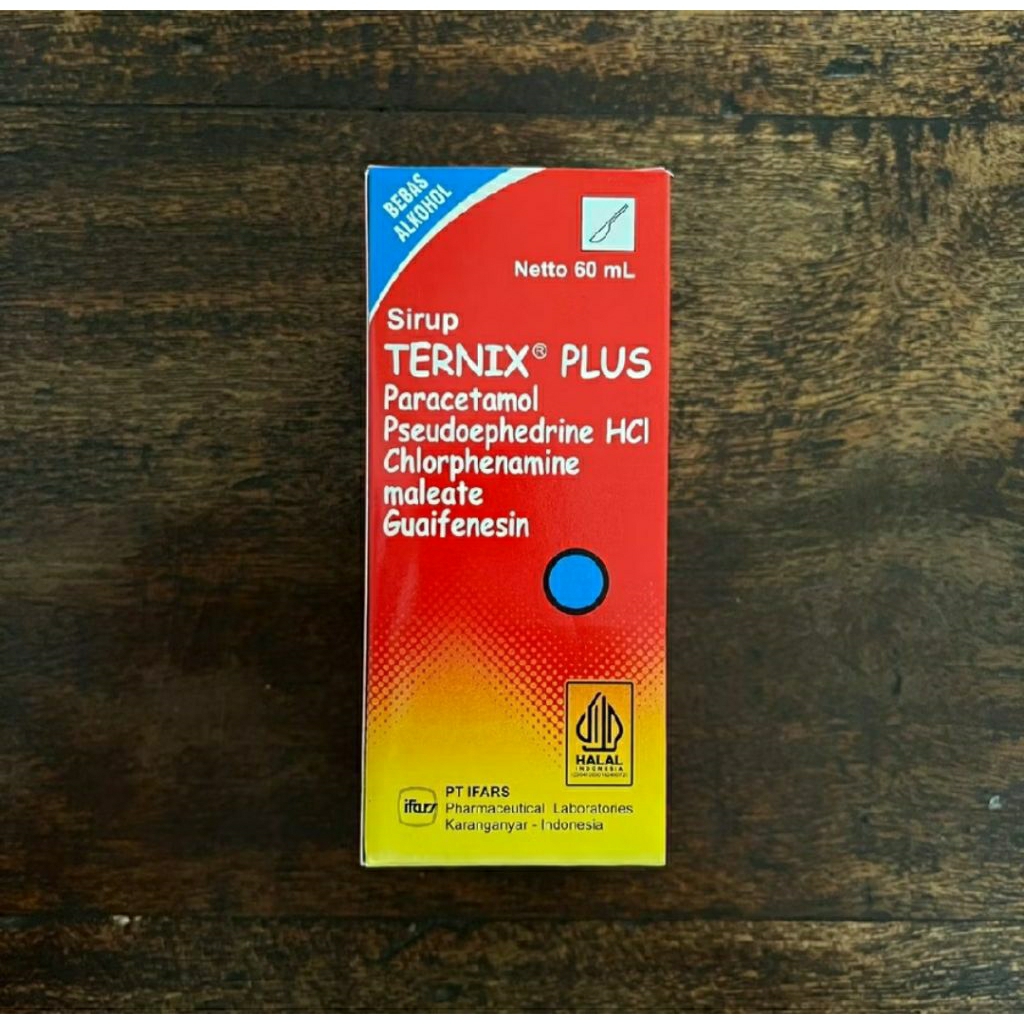 BEBAS
ALKOHOL
Netto 60 mL
Sirup
TERNIX® PLUS
Paracetamol
Pseudoephedrine HCl
Chlorphenamine
maleate
Guaifenesin
HALAL
INDONESIA
ifars
PT IFARS
Pharmaceutical Laboratories
Karanganyar - Indonesia